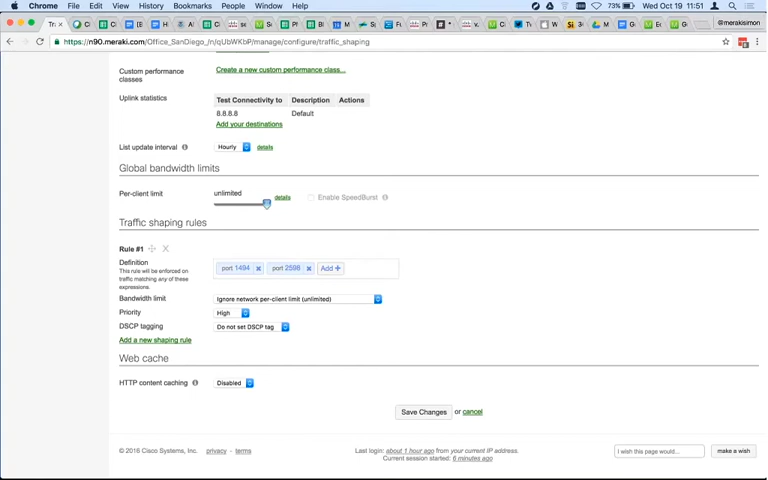 Chrome File Edit View History Bookmarks People Window Help 73% Wed Oct 19 11:51
@merakisimon
https://n90.meraki.com/Office_SanDiego_/n/qUbWKbP/manage/configure/traffic_shaping
Custom performance classes Create a new custom performance class...
Uplink statistics
Test Connectivity to Description Actions
8.8.8.8 Default
Add your destinations
List update interval Hourly details
Global bandwidth limits
Per-client limit unlimited details Enable SpeedBurst
Traffic shaping rules
Rule #1
Definition
This rule will be enforced on
traffic matching any of these
expressions.
port 1494 port 2598 Add +
Bandwidth limit Ignore network per-client limit (unlimited)
Priority High
DSCP tagging Do not set DSCP tag
Add a new shaping rule
Web cache
HTTP content caching Disabled
Save Changes or cancel
© 2016 Cisco Systems, Inc. privacy - terms
Last login: about 1 hour ago from your current IP address.
Current session started: 6 minutes ago
I wish this page would... make a wish